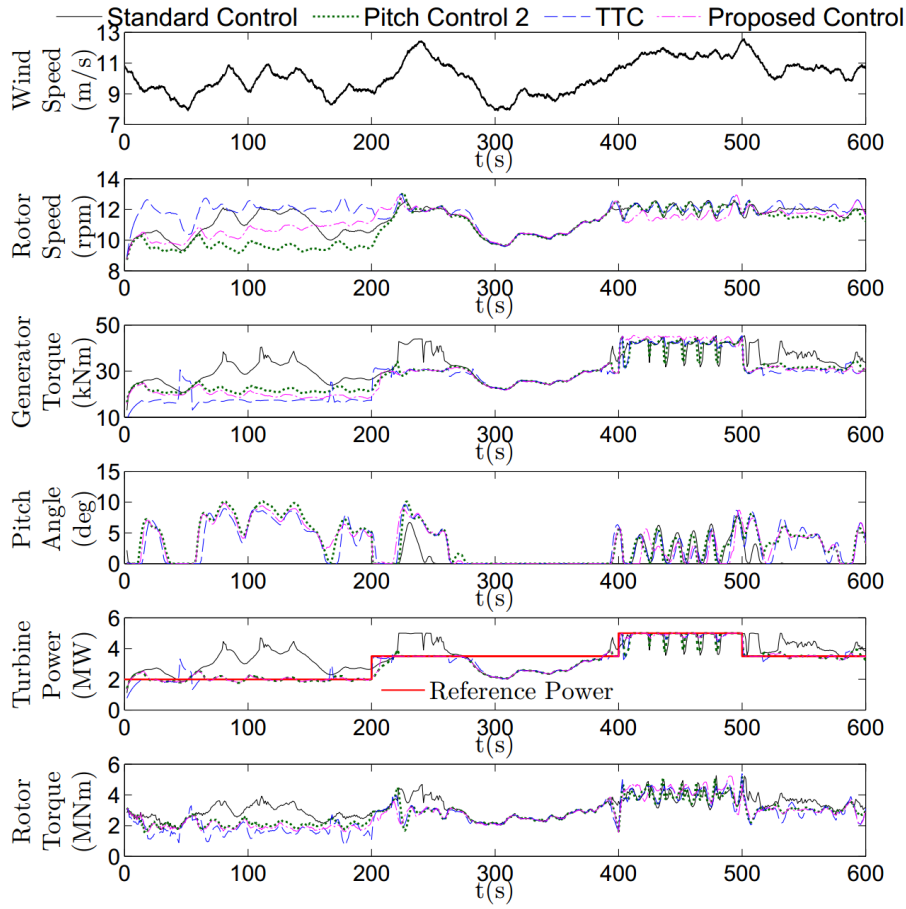 Standard Control Pitch Control 2 TTC Proposed Control
Wind
Speed
(m/s)
13
11
9
7
0 100 200 300 400 500 600
t(s)
Rotor
Speed
(rpm)
14
12
10
8
0 100 200 300 400 500 600
t(s)
Generator
Torque
(kNm)
50
30
10
0 100 200 300 400 500 600
t(s)
Pitch
Angle
(deg)
15
10
5
0
0 100 200 300 400 500 600
t(s)
Turbine
Power
(MW)
6
4
2
0
Reference Power
0 100 200 300 400 500 600
t(s)
Rotor
Torque
(MNm)
6
4
2
0
0 100 200 300 400 500 600
t(s)